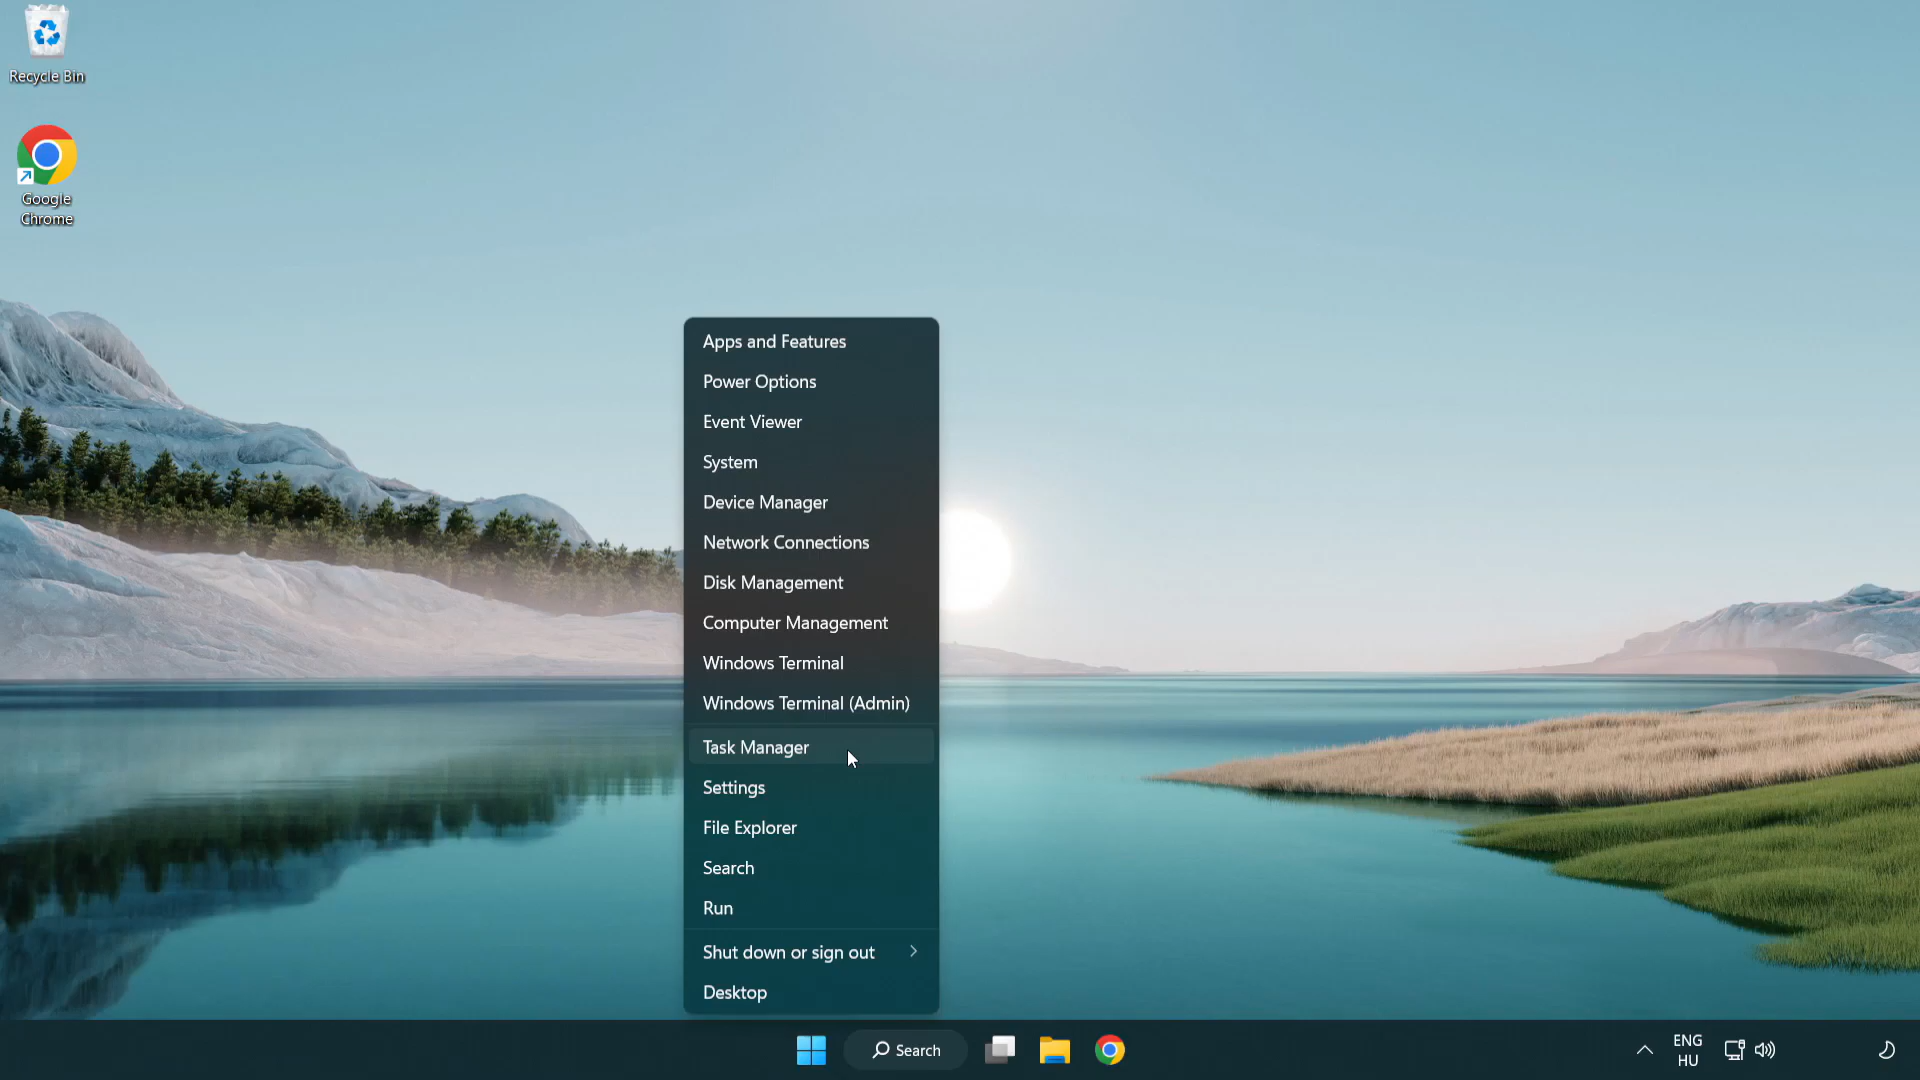 Recycle Bin
Google
Chrome
Apps and Features
Power Options
Event Viewer
System
Device Manager
Network Connections
Disk Management
Computer Management
Windows Terminal
Windows Terminal (Admin)
Task Manager
Settings
File Explorer
Search
Run
Shut down or sign out
Desktop
Search
ENG
HU